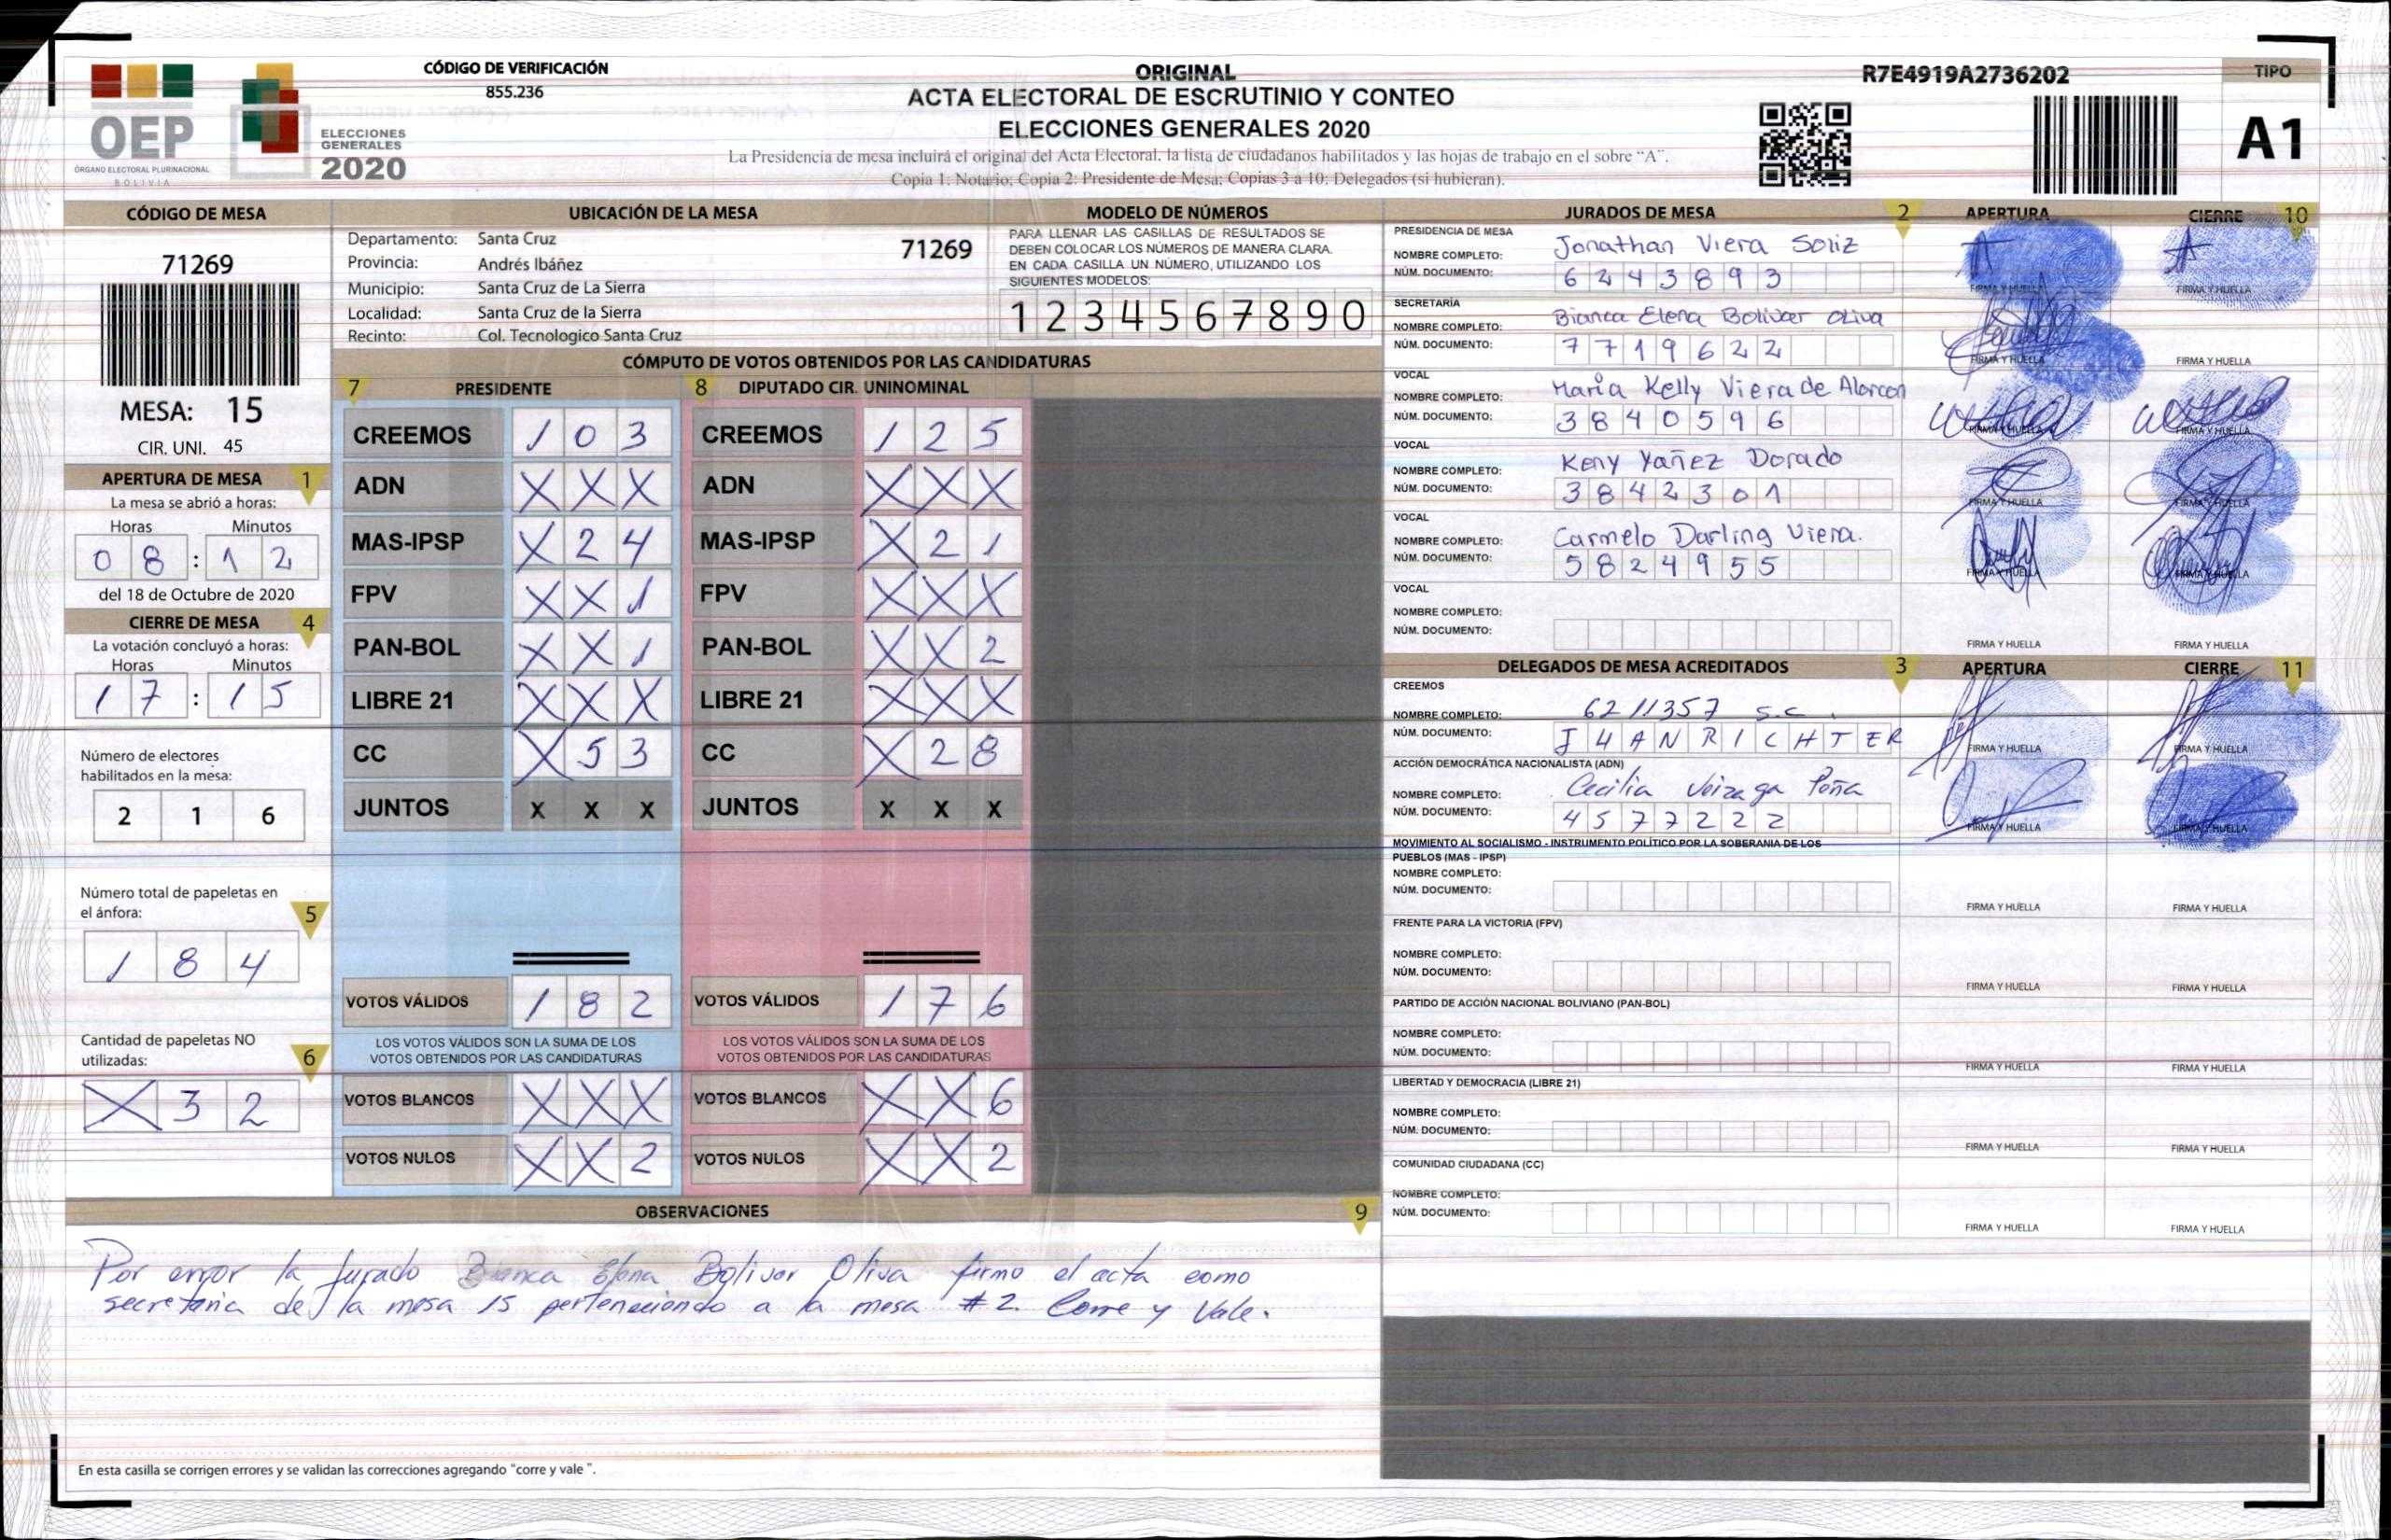 CÓDIGO DE VERIFICACIÓN
855.236
OEP
ÓRGANO ELECTORAL PLURINACIONAL
BOLIVIA
ELECCIONES
GENERALES
2020
ORIGINAL
ACTA ELECTORAL DE ESCRUTINIO Y CONTEO
ELECCIONES GENERALES 2020
La Presidencia de mesa incluirá el original del Acta Electoral, la lista de ciudadanos habilitados y las hojas de trabajo en el sobre "A".
Copia 1: Notario; Copia 2: Presidente de Mesa; Copias 3 a 10: Delegados (si hubieran).
R7E4919A2736202
TIPO
A1
CÓDIGO DE MESA
71269
MESA: 15
CIR. UNI. 45
APERTURA DE MESA 1
La mesa se abrió a horas:
Horas Minutos
0 8 : 1 2
del 18 de Octubre de 2020
CIERRE DE MESA 4
La votación concluyó a horas:
Horas Minutos
1 7 : 1 5
Número de electores
habilitados en la mesa:
2 1 6
Número total de papeletas en
el ánfora: 5
1 8 4
Cantidad de papeletas NO
utilizadas: 6
X 3 2
UBICACIÓN DE LA MESA
Departamento: Santa Cruz 71269
Provincia: Andrés Ibáñez
Municipio: Santa Cruz de La Sierra
Localidad: Santa Cruz de la Sierra
Recinto: Col. Tecnologico Santa Cruz
MODELO DE NÚMEROS
PARA LLENAR LAS CASILLAS DE RESULTADOS SE
DEBEN COLOCAR LOS NÚMEROS DE MANERA CLARA.
EN CADA CASILLA UN NÚMERO, UTILIZANDO LOS
SIGUIENTES MODELOS:
1 2 3 4 5 6 7 8 9 0
CÓMPUTO DE VOTOS OBTENIDOS POR LAS CANDIDATURAS
7 PRESIDENTE 8 DIPUTADO CIR. UNINOMINAL
CREEMOS 1 0 3 CREEMOS 1 2 5
ADN X X X ADN X X X
MAS-IPSP X 2 4 MAS-IPSP X 2 1
FPV X X 1 FPV X X X
PAN-BOL X X 1 PAN-BOL X X 2
LIBRE 21 X X X LIBRE 21 X X X
CC X 5 3 CC X 2 8
JUNTOS X X X JUNTOS X X X
VOTOS VÁLIDOS 1 8 2 VOTOS VÁLIDOS 1 7 6
LOS VOTOS VÁLIDOS SON LA SUMA DE LOS LOS VOTOS VÁLIDOS SON LA SUMA DE LOS
VOTOS OBTENIDOS POR LAS CANDIDATURAS VOTOS OBTENIDOS POR LAS CANDIDATURAS
VOTOS BLANCOS X X X VOTOS BLANCOS X X 6
VOTOS NULOS X X 2 VOTOS NULOS X X 2
OBSERVACIONES 9
Por error la jurado Bianca Elena Bolivar Oliva firmo el acta como
secretaria de la mesa 15 perteneciendo a la mesa #2. Corre y Vale.
En esta casilla se corrigen errores y se validan las correcciones agregando "corre y vale ".
JURADOS DE MESA 2 APERTURA CIERRE 10
PRESIDENCIA DE MESA
NOMBRE COMPLETO: Jonathan Viera Soliz
NÚM. DOCUMENTO: 6 2 4 3 8 9 3 FIRMA Y HUELLA FIRMA Y HUELLA
SECRETARÍA
NOMBRE COMPLETO: Bianca Elena Bolivar Oliva
NÚM. DOCUMENTO: 7 7 1 9 6 2 2 FIRMA Y HUELLA FIRMA Y HUELLA
VOCAL
NOMBRE COMPLETO: Maria Kelly Viera de Alarcon
NÚM. DOCUMENTO: 3 8 4 0 5 9 6 FIRMA Y HUELLA FIRMA Y HUELLA
VOCAL
NOMBRE COMPLETO: Keny Yañez Dorado
NÚM. DOCUMENTO: 3 8 4 2 3 0 1 FIRMA Y HUELLA FIRMA Y HUELLA
VOCAL
NOMBRE COMPLETO: Carmelo Darling Viera.
NÚM. DOCUMENTO: 5 8 2 4 9 5 5 FIRMA Y HUELLA FIRMA Y HUELLA
VOCAL
NOMBRE COMPLETO:
NÚM. DOCUMENTO: FIRMA Y HUELLA FIRMA Y HUELLA
DELEGADOS DE MESA ACREDITADOS 3 APERTURA CIERRE 11
CREEMOS
NOMBRE COMPLETO: 6211357 S.C.
NÚM. DOCUMENTO: J U A N R I C H T E R FIRMA Y HUELLA FIRMA Y HUELLA
ACCIÓN DEMOCRÁTICA NACIONALISTA (ADN)
NOMBRE COMPLETO: Cecilia Veizaga Peña
NÚM. DOCUMENTO: 4 5 7 7 2 2 2 FIRMA Y HUELLA FIRMA Y HUELLA
MOVIMIENTO AL SOCIALISMO - INSTRUMENTO POLÍTICO POR LA SOBERANIA DE LOS
PUEBLOS (MAS - IPSP)
NOMBRE COMPLETO:
NÚM. DOCUMENTO: FIRMA Y HUELLA FIRMA Y HUELLA
FRENTE PARA LA VICTORIA (FPV)
NOMBRE COMPLETO:
NÚM. DOCUMENTO: FIRMA Y HUELLA FIRMA Y HUELLA
PARTIDO DE ACCIÓN NACIONAL BOLIVIANO (PAN-BOL)
NOMBRE COMPLETO:
NÚM. DOCUMENTO: FIRMA Y HUELLA FIRMA Y HUELLA
LIBERTAD Y DEMOCRACIA (LIBRE 21)
NOMBRE COMPLETO:
NÚM. DOCUMENTO: FIRMA Y HUELLA FIRMA Y HUELLA
COMUNIDAD CIUDADANA (CC)
NOMBRE COMPLETO:
NÚM. DOCUMENTO: FIRMA Y HUELLA FIRMA Y HUELLA